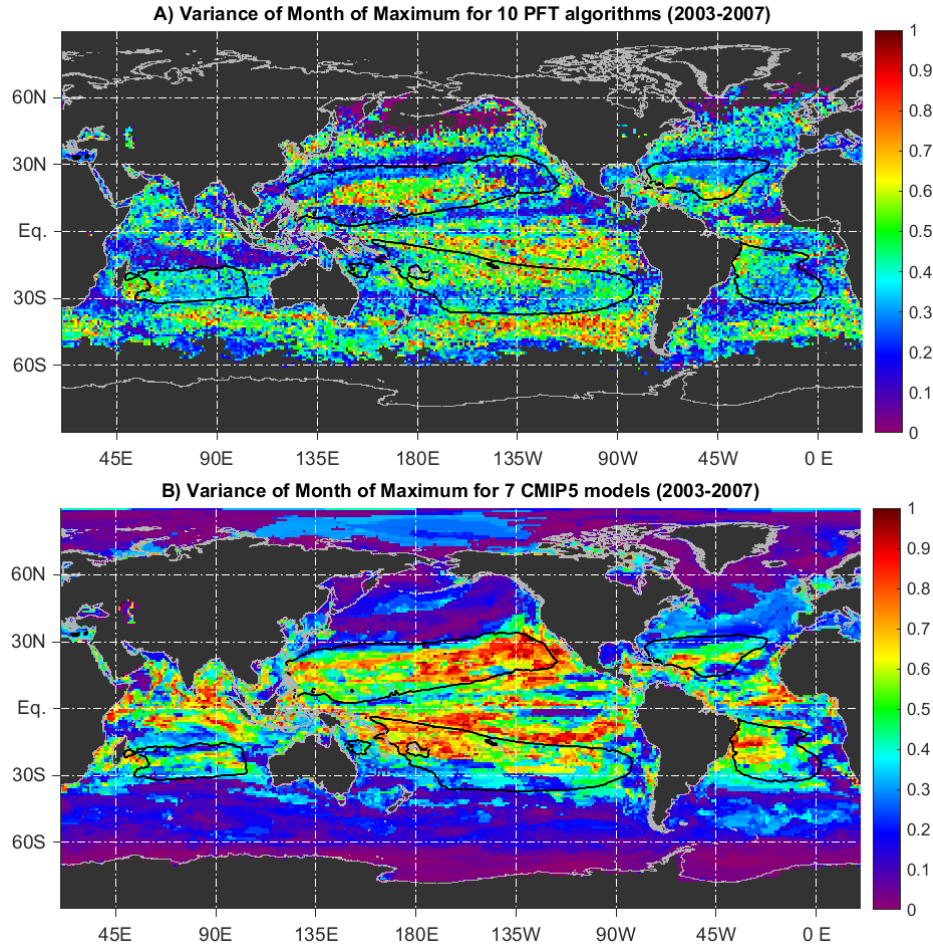 A) Variance of Month of Maximum for 10 PFT algorithms (2003-2007)
1
0.9
60N
0.8
0.7
30N
0.6
Eq.
0.5
0.4
30S
0.3
0.2
60S
0.1
0
45E 90E 135E 180E 135W 90W 45W 0 E
B) Variance of Month of Maximum for 7 CMIP5 models (2003-2007)
1
0.9
60N
0.8
0.7
30N
0.6
Eq.
0.5
0.4
30S
0.3
0.2
60S
0.1
0
45E 90E 135E 180E 135W 90W 45W 0 E